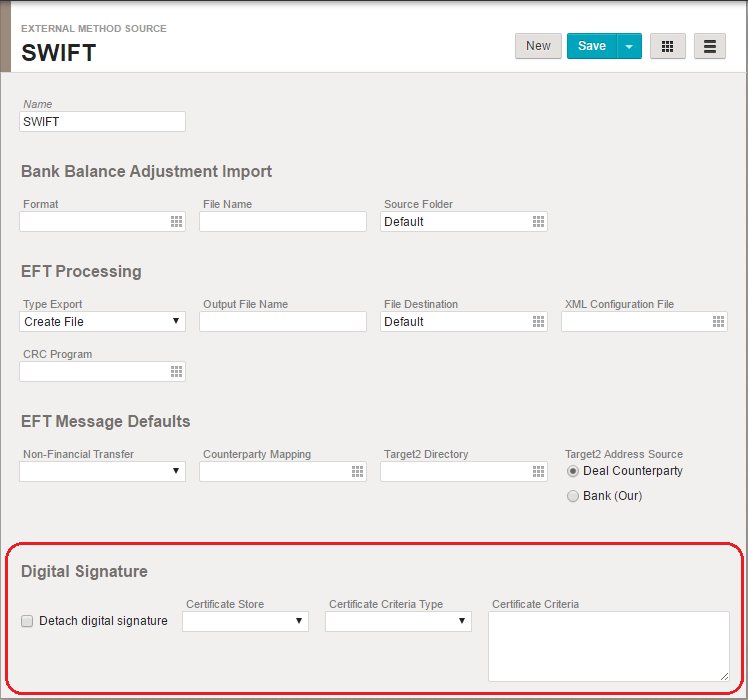 EXTERNAL METHOD SOURCE
SWIFT
New Save
Name
SWIFT
Bank Balance Adjustment Import
Format File Name Source Folder
Default
EFT Processing
Type Export Output File Name File Destination XML Configuration File
Create File Default
CRC Program
EFT Message Defaults
Non-Financial Transfer Counterparty Mapping Target2 Directory Target2 Address Source
Deal Counterparty
Bank (Our)
Digital Signature
Certificate Store Certificate Criteria Type Certificate Criteria
Detach digital signature